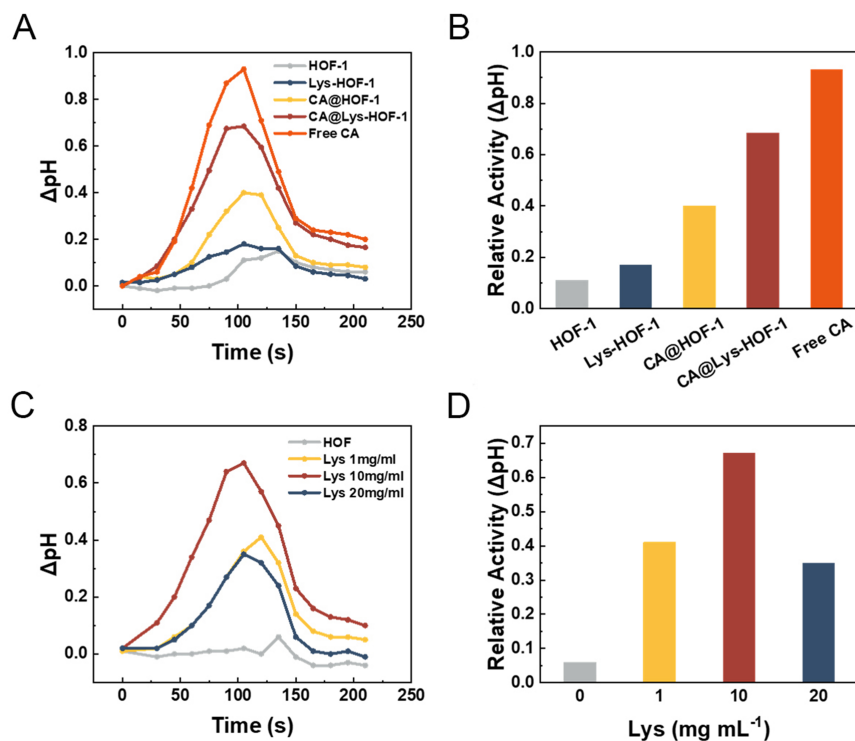 A
ΔpH
1.0
0.8
0.6
0.4
0.2
0.0
HOF-1
Lys-HOF-1
CA@HOF-1
CA@Lys-HOF-1
Free CA
0 50 100 150 200 250
Time (s)
B
Relative Activity (ΔpH)
1.0
0.8
0.6
0.4
0.2
0.0
HOF-1
Lys-HOF-1
CA@HOF-1
CA@Lys-HOF-1
Free CA
C
ΔpH
0.8
0.6
0.4
0.2
0.0
HOF
Lys 1mg/ml
Lys 10mg/ml
Lys 20mg/ml
0 50 100 150 200 250
Time (s)
D
Relative Activity (ΔpH)
0.7
0.6
0.5
0.4
0.3
0.2
0.1
0.0
0 1 10 20
Lys (mg mL⁻¹)